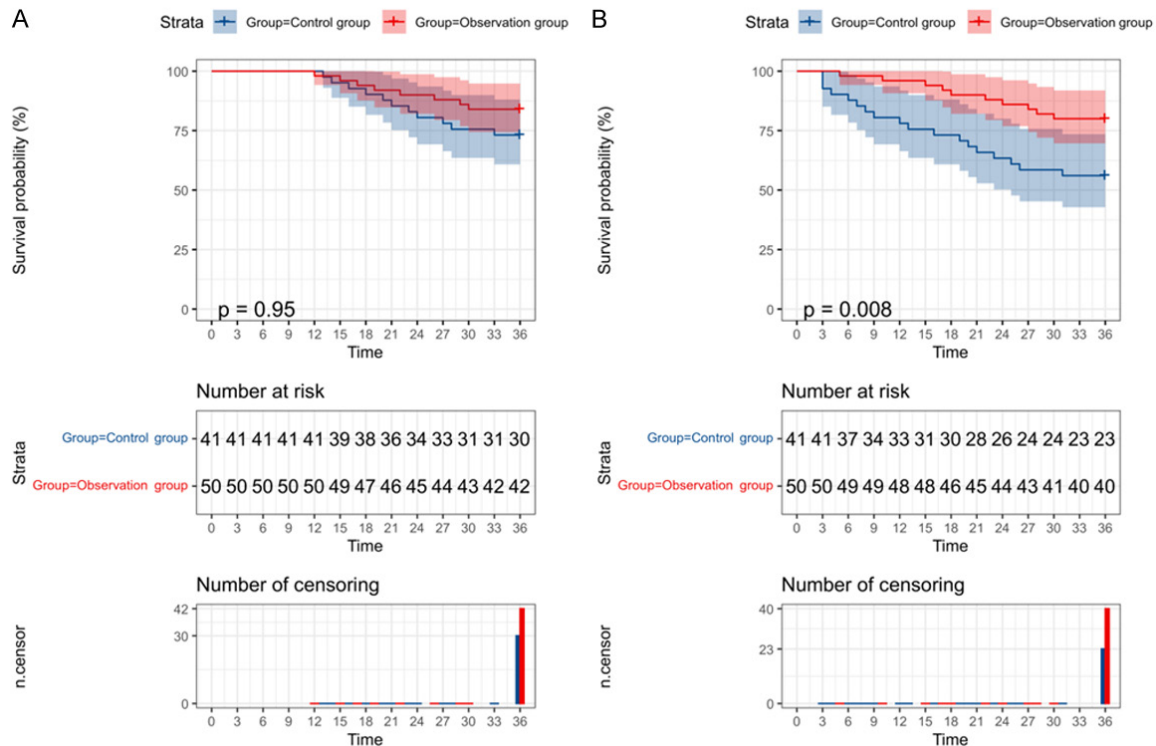 A
Strata Group=Control group Group=Observation group
Survival probability (%)
100
75
50
25
0
p = 0.95
0 3 6 9 12 15 18 21 24 27 30 33 36
Time
Number at risk
Strata
Group=Control group 41 41 41 41 41 39 38 36 34 33 31 31 30
Group=Observation group 50 50 50 50 50 49 47 46 45 44 43 42 42
0 3 6 9 12 15 18 21 24 27 30 33 36
Time
Number of censoring
n.censor
42
30
0
0 3 6 9 12 15 18 21 24 27 30 33 36
Time
B
Strata Group=Control group Group=Observation group
Survival probability (%)
100
75
50
25
0
p = 0.008
0 3 6 9 12 15 18 21 24 27 30 33 36
Time
Number at risk
Strata
Group=Control group 41 41 37 34 33 31 30 28 26 24 24 23 23
Group=Observation group 50 50 49 49 48 48 46 45 44 43 41 40 40
0 3 6 9 12 15 18 21 24 27 30 33 36
Time
Number of censoring
n.censor
40
23
0
0 3 6 9 12 15 18 21 24 27 30 33 36
Time